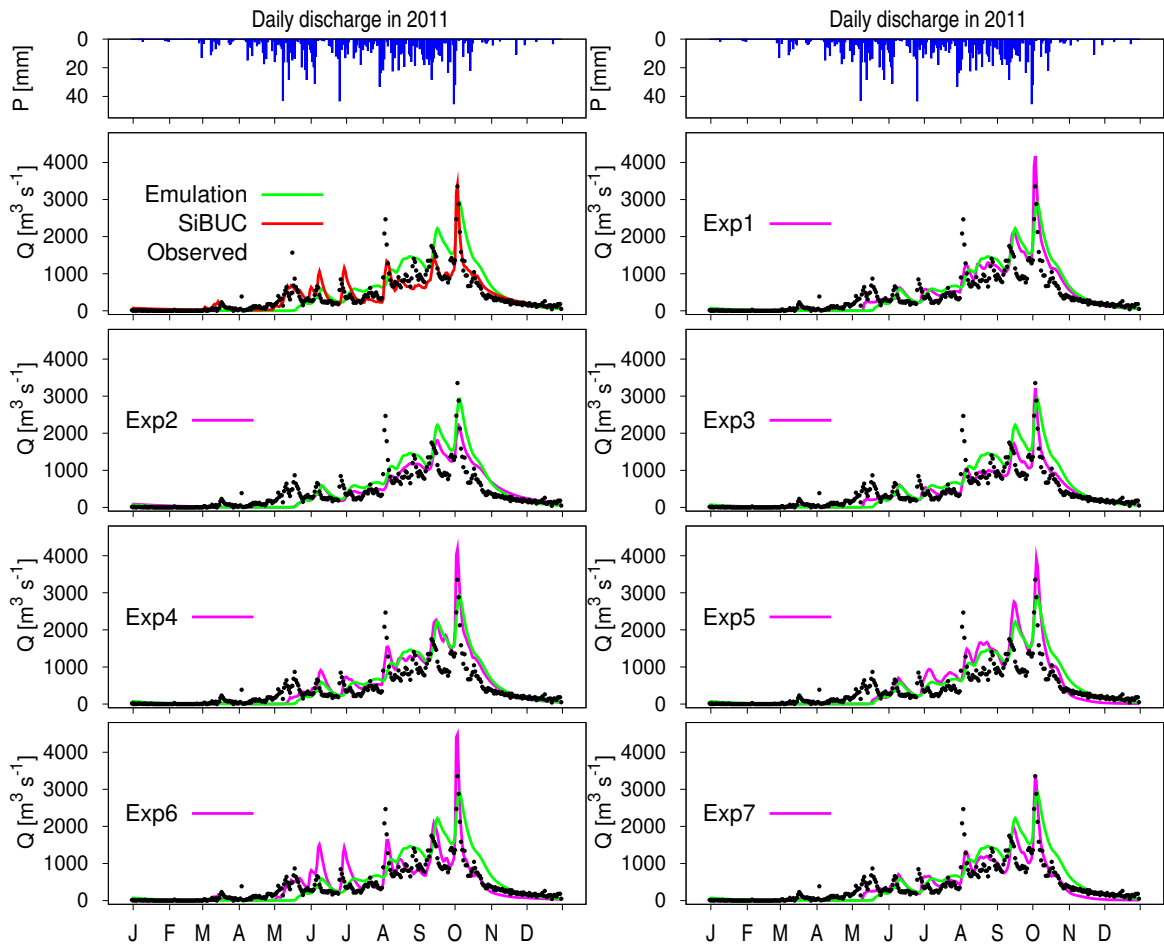 Daily discharge in 2011
P [mm]
0
20
40
Daily discharge in 2011
P [mm]
0
20
40
Q [m³ s⁻¹]
4000
3000
2000
1000
0
Emulation
SiBUC
Observed
Q [m³ s⁻¹]
4000
3000
2000
1000
0
Exp1
Q [m³ s⁻¹]
4000
3000
2000
1000
0
Exp2
Q [m³ s⁻¹]
4000
3000
2000
1000
0
Exp3
Q [m³ s⁻¹]
4000
3000
2000
1000
0
Exp4
Q [m³ s⁻¹]
4000
3000
2000
1000
0
Exp5
Q [m³ s⁻¹]
4000
3000
2000
1000
0
Exp6
J F M A M J J A S O N D
Q [m³ s⁻¹]
4000
3000
2000
1000
0
Exp7
J F M A M J J A S O N D